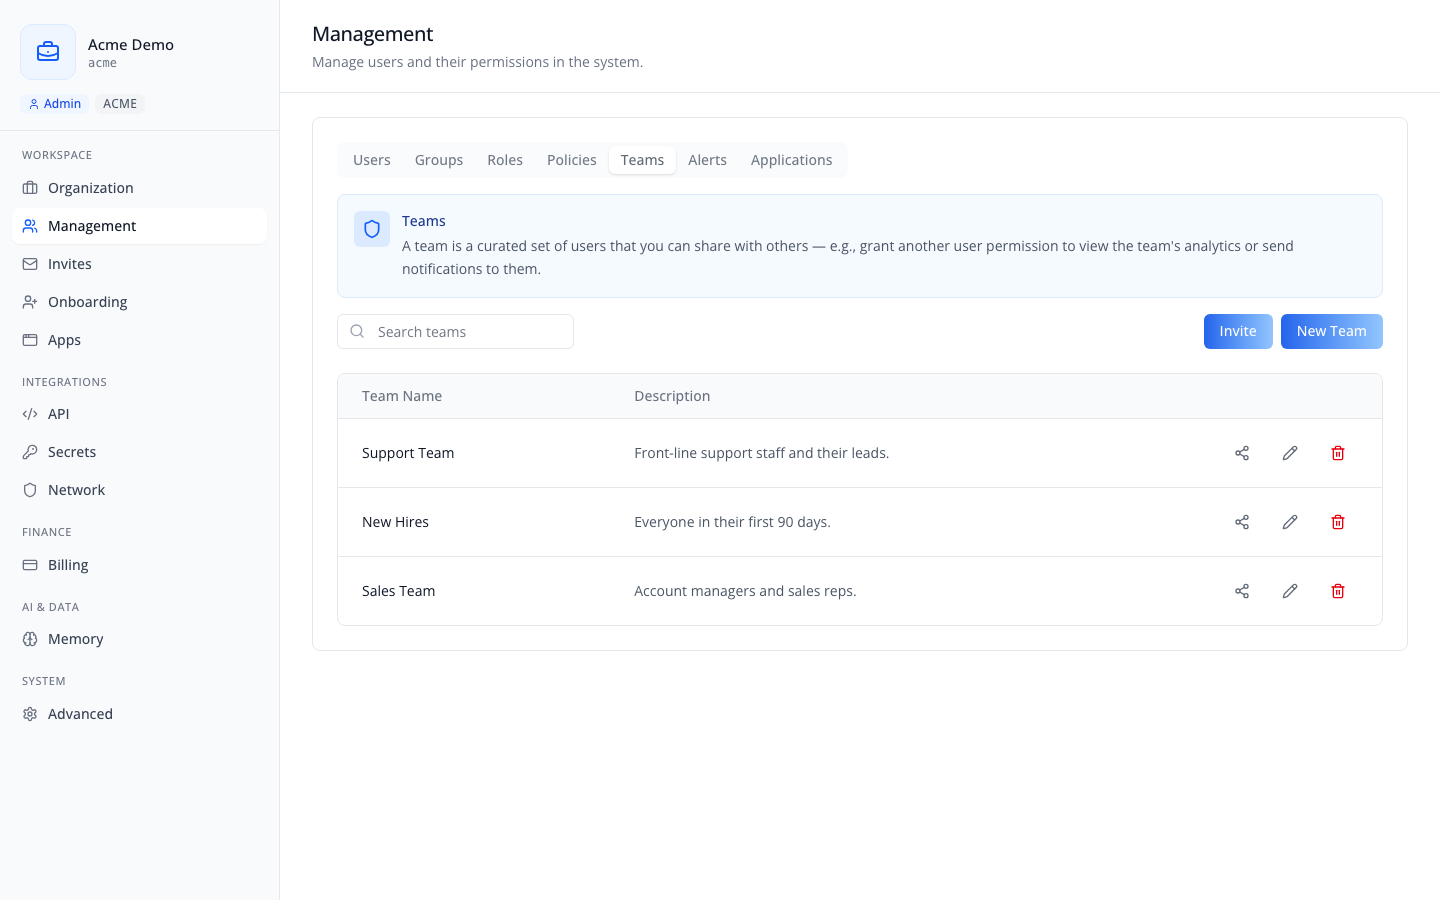 Acme Demo
acme
Admin
ACME
WORKSPACE
Organization
Management
Invites
Onboarding
Apps
INTEGRATIONS
API
Secrets
Network
FINANCE
Billing
AI & DATA
Memory
SYSTEM
Advanced
Management
Manage users and their permissions in the system.
Users Groups Roles Policies Teams Alerts Applications
Teams
A team is a curated set of users that you can share with others — e.g., grant another user permission to view the team's analytics or send
notifications to them.
Search teams
Invite
New Team
Team Name Description
Support Team Front-line support staff and their leads.
New Hires Everyone in their first 90 days.
Sales Team Account managers and sales reps.